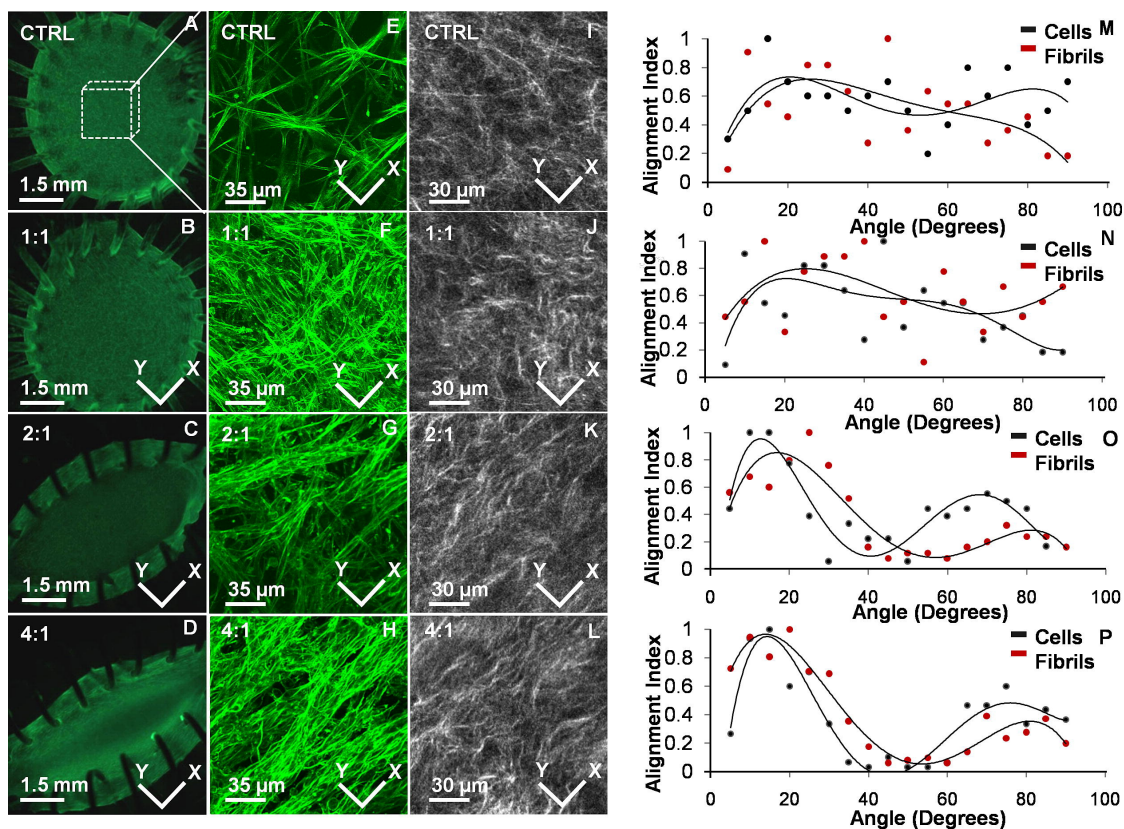 CTRL A
1.5 mm
CTRL E
Y X
35 µm
CTRL I
Y X
30 µm
1:1 B
Y X
1.5 mm
1:1 F
Y X
35 µm
1:1 J
Y X
30 µm
2:1 C
Y X
1.5 mm
2:1 G
Y X
35 µm
2:1 K
Y X
30 µm
4:1 D
Y X
1.5 mm
4:1 H
Y X
35 µm
4:1 L
Y X
30 µm
Cells M
Fibrils
Alignment Index
1
0.8
0.6
0.4
0.2
0
0 20 40 60 80 100
Angle (Degrees)
Cells N
Fibrils
Alignment Index
1
0.8
0.6
0.4
0.2
0
0 20 40 60 80 100
Angle (Degrees)
Cells O
Fibrils
Alignment Index
1
0.8
0.6
0.4
0.2
0
0 20 40 60 80 100
Angle (Degrees)
Cells P
Fibrils
Alignment Index
1
0.8
0.6
0.4
0.2
0
0 20 40 60 80 100
Angle (Degrees)